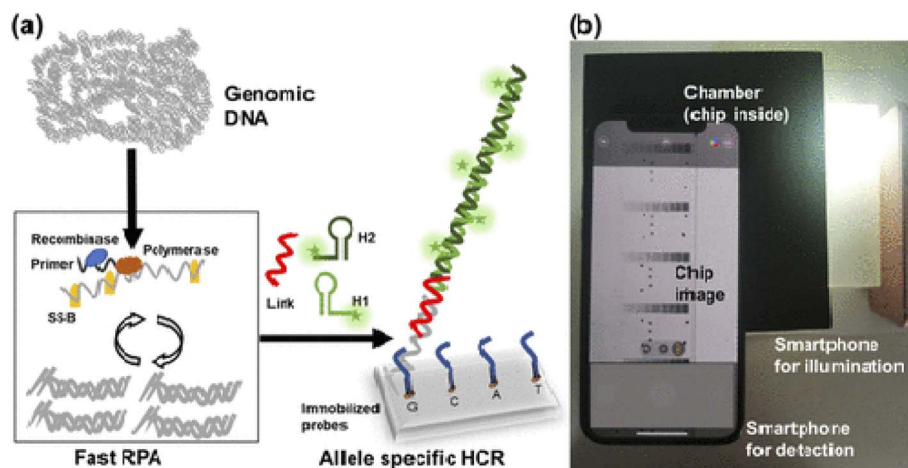 (a)
Genomic
DNA
Recombinase
Primer
Polymerase
SSB
Fast RPA
Link
H2
H1
Immobilized
probes
G C A T
Allele specific HCR
(b)
Chamber
(chip inside)
Chip
image
Smartphone
for illumination
Smartphone
for detection